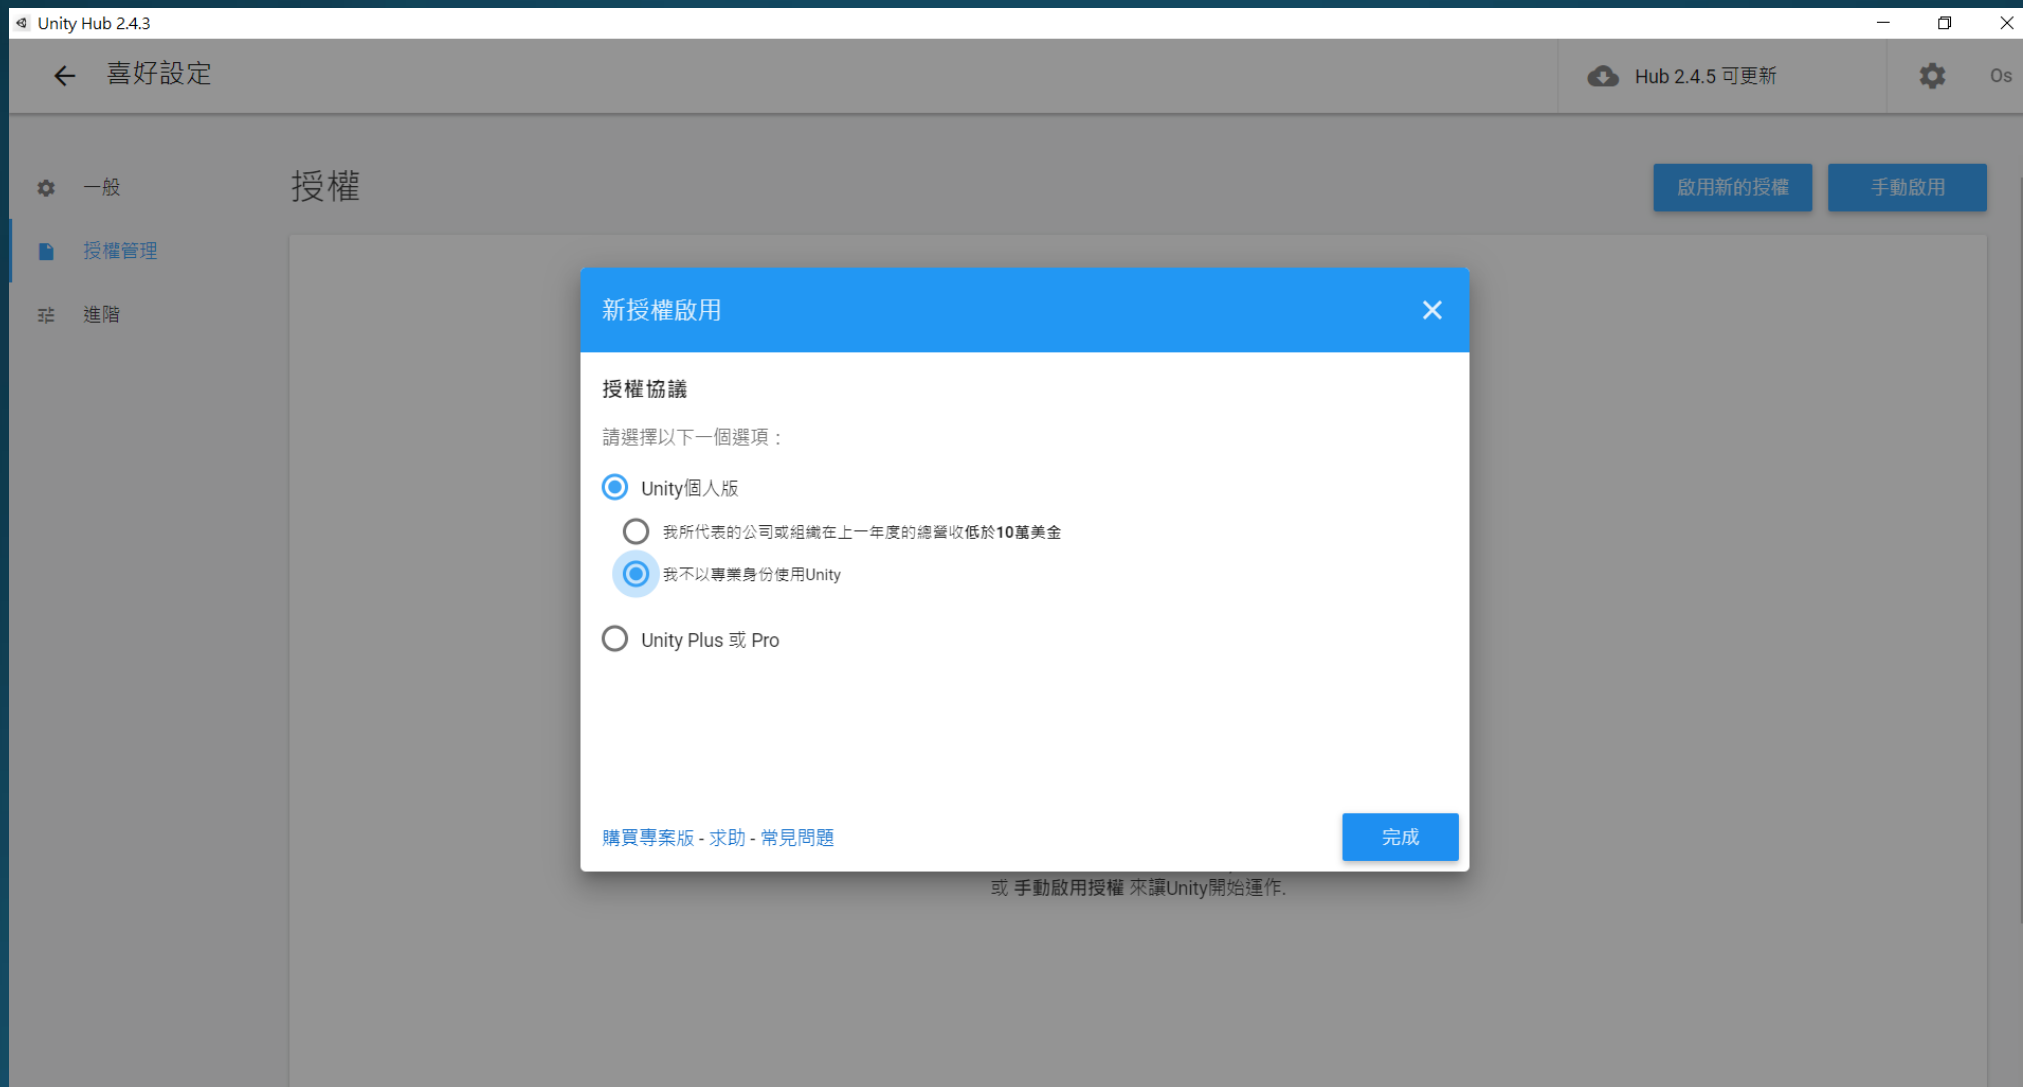 Unity Hub 2.4.3
喜好設定
Hub 2.4.5 可更新
Os
一般
授權管理
進階
授權
啟用新的授權
手動啟用
新授權啟用
授權協議
請選擇以下一個選項：
Unity個人版
我所代表的公司或組織在上一年度的總營收低於10萬美金
我不以專業身份使用Unity
Unity Plus 或 Pro
購買專案版 - 求助 - 常見問題
完成
或 手動啟用授權 來讓Unity開始運作.